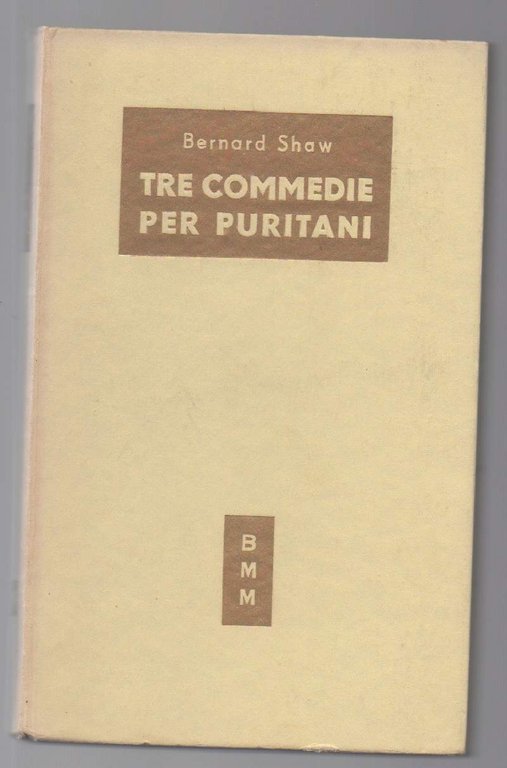 Bernard Shaw
TRE COMMEDIE
PER PURITANI
B
M
M